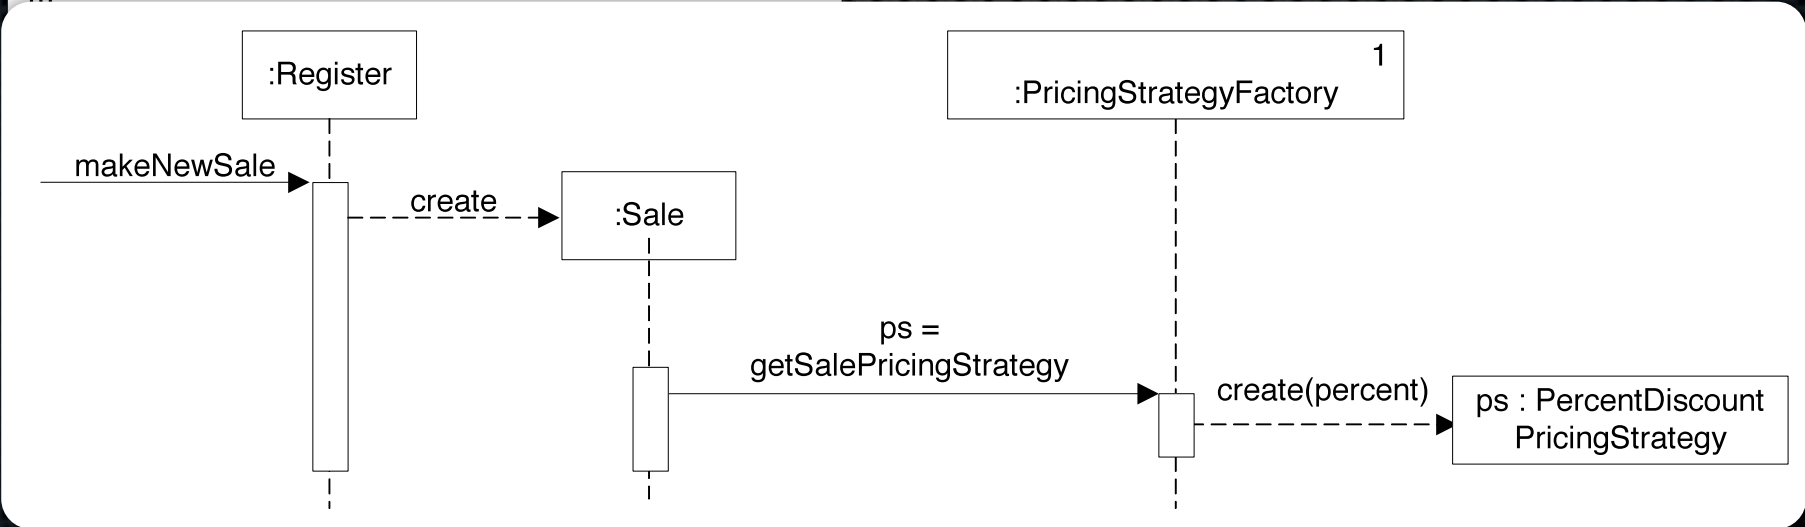 :Register
1
:PricingStrategyFactory
makeNewSale
create
:Sale
ps =
getSalePricingStrategy
create(percent)
ps : PercentDiscount
PricingStrategy